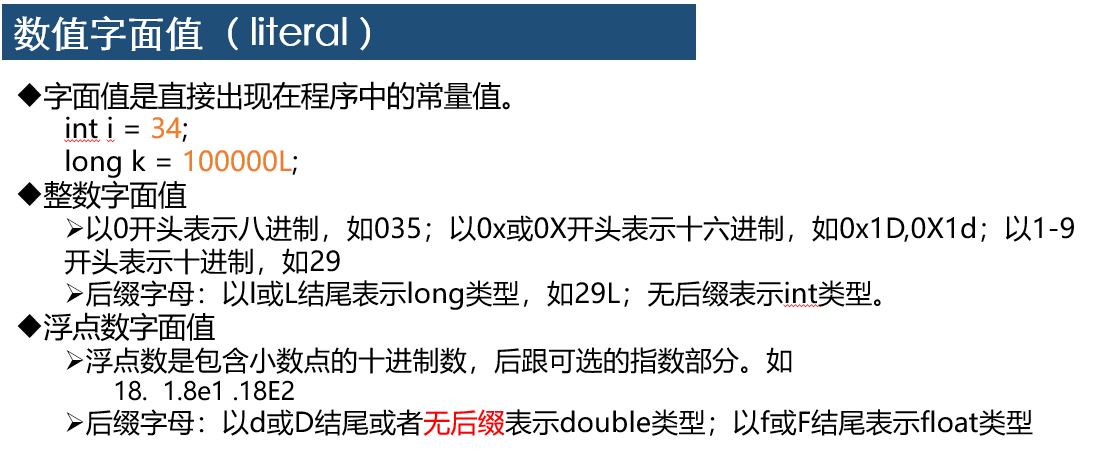 数值字面值（literal）
◆字面值是直接出现在程序中的常量值。
int i = 34;
long k = 100000L;
◆整数字面值
➢以0开头表示八进制，如035；以0x或0X开头表示十六进制，如0x1D,0X1d；以1-9
开头表示十进制，如29
➢后缀字母：以l或L结尾表示long类型，如29L；无后缀表示int类型。
◆浮点数字面值
➢浮点数是包含小数点的十进制数，后跟可选的指数部分。如
18.  1.8e1 .18E2
➢后缀字母：以d或D结尾或者无后缀表示double类型；以f或F结尾表示float类型